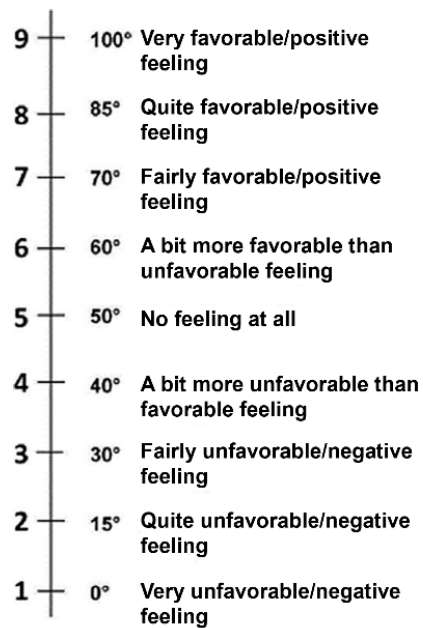 9 100° Very favorable/positive
feeling
8 85° Quite favorable/positive
feeling
7 70° Fairly favorable/positive
feeling
6 60° A bit more favorable than
unfavorable feeling
5 50° No feeling at all
4 40° A bit more unfavorable than
favorable feeling
3 30° Fairly unfavorable/negative
feeling
2 15° Quite unfavorable/negative
feeling
1 0° Very unfavorable/negative
feeling